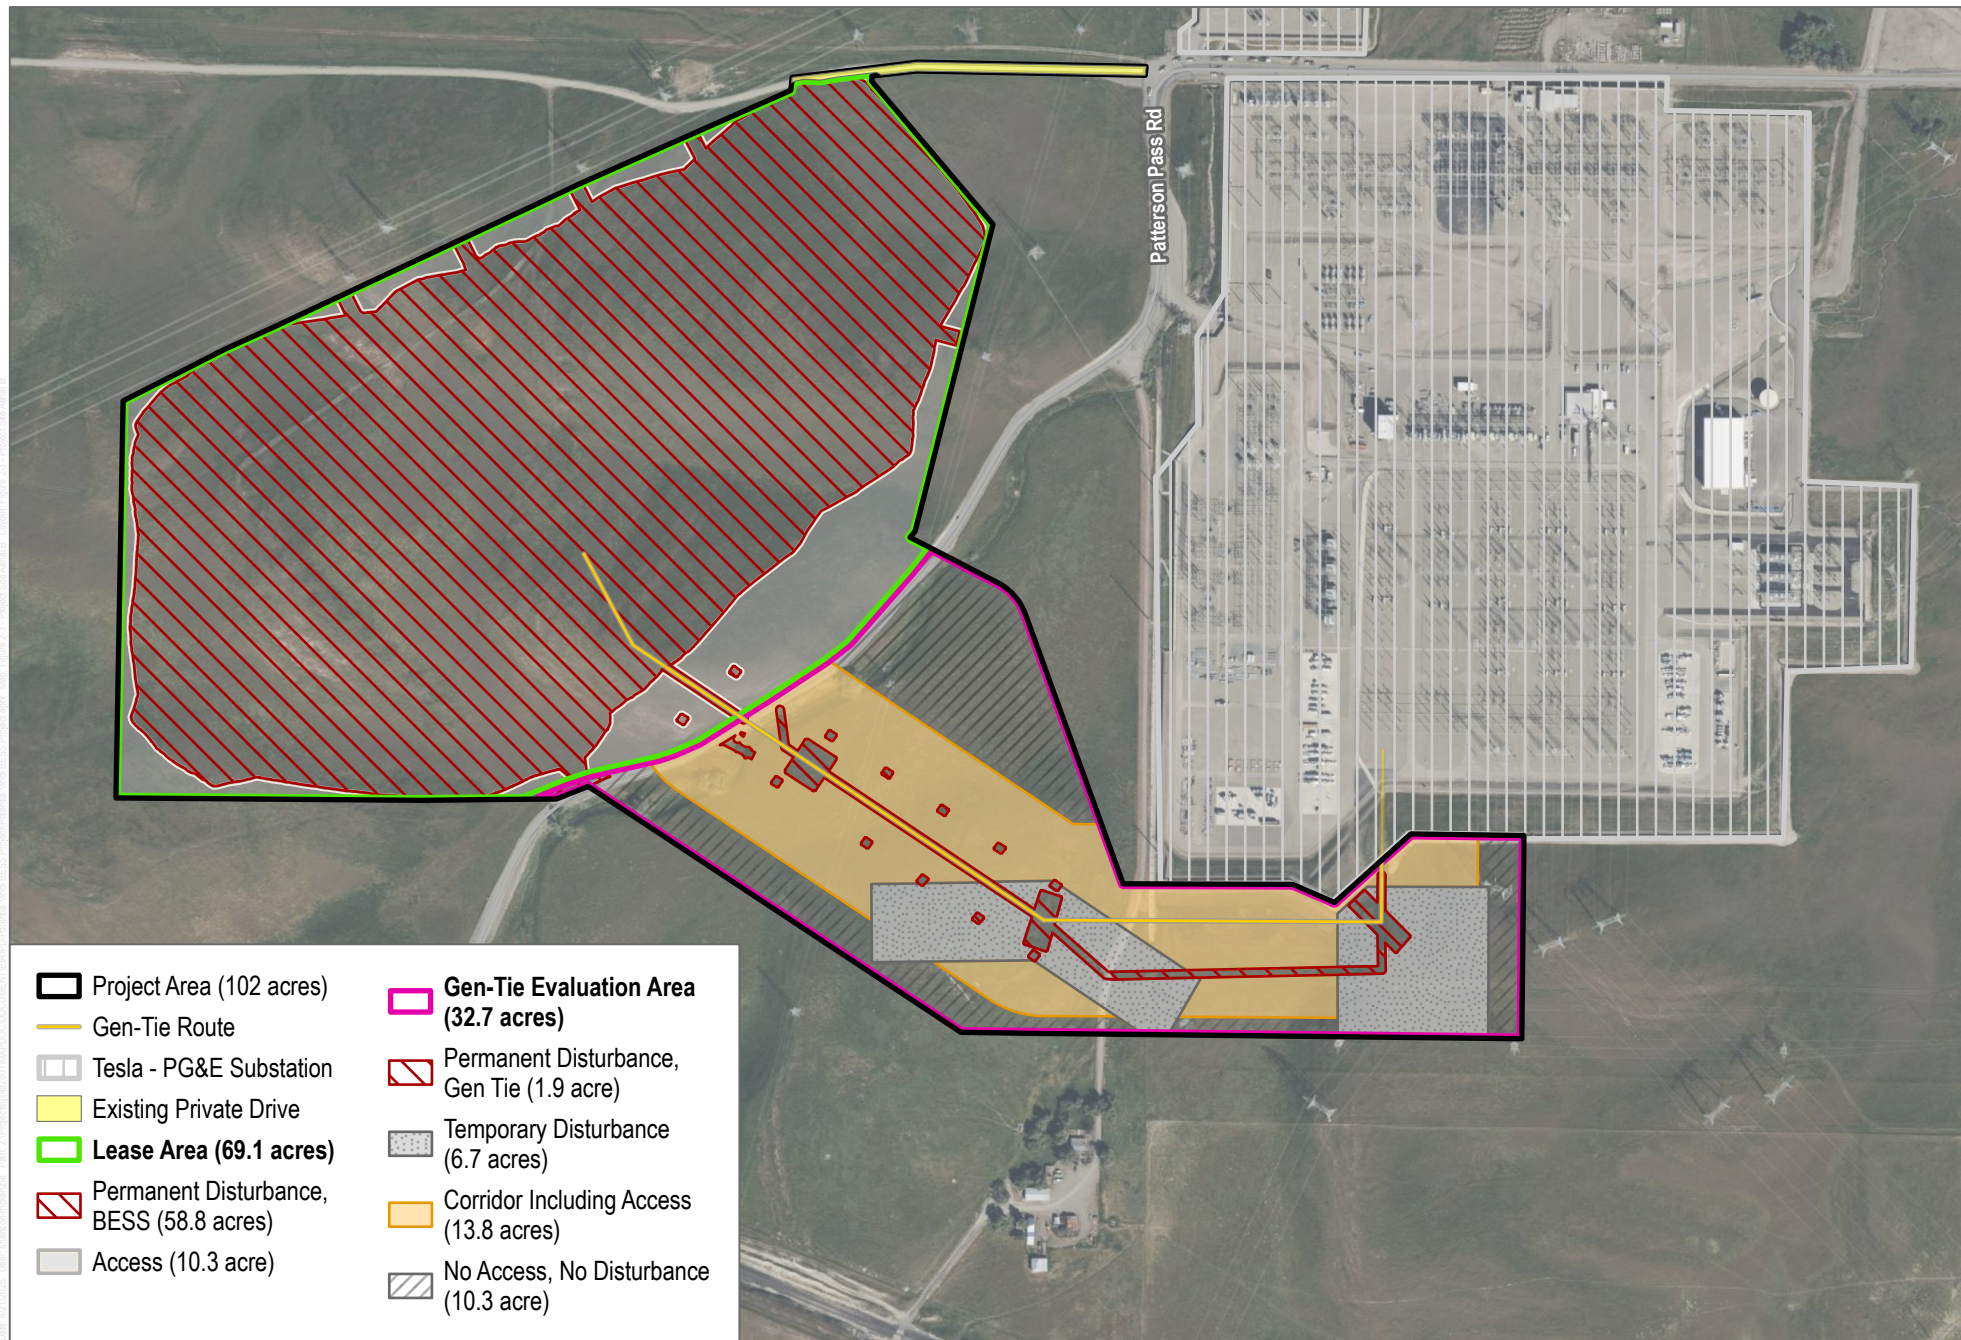 Patterson Pass Rd
Project Area (102 acres)
Gen-Tie Route
Tesla - PG&E Substation
Existing Private Drive
Lease Area (69.1 acres)
Permanent Disturbance,
BESS (58.8 acres)
Access (10.3 acre)
Gen-Tie Evaluation Area
(32.7 acres)
Permanent Disturbance,
Gen Tie (1.9 acre)
Temporary Disturbance
(6.7 acres)
Corridor Including Access
(13.8 acres)
No Access, No Disturbance
(10.3 acre)